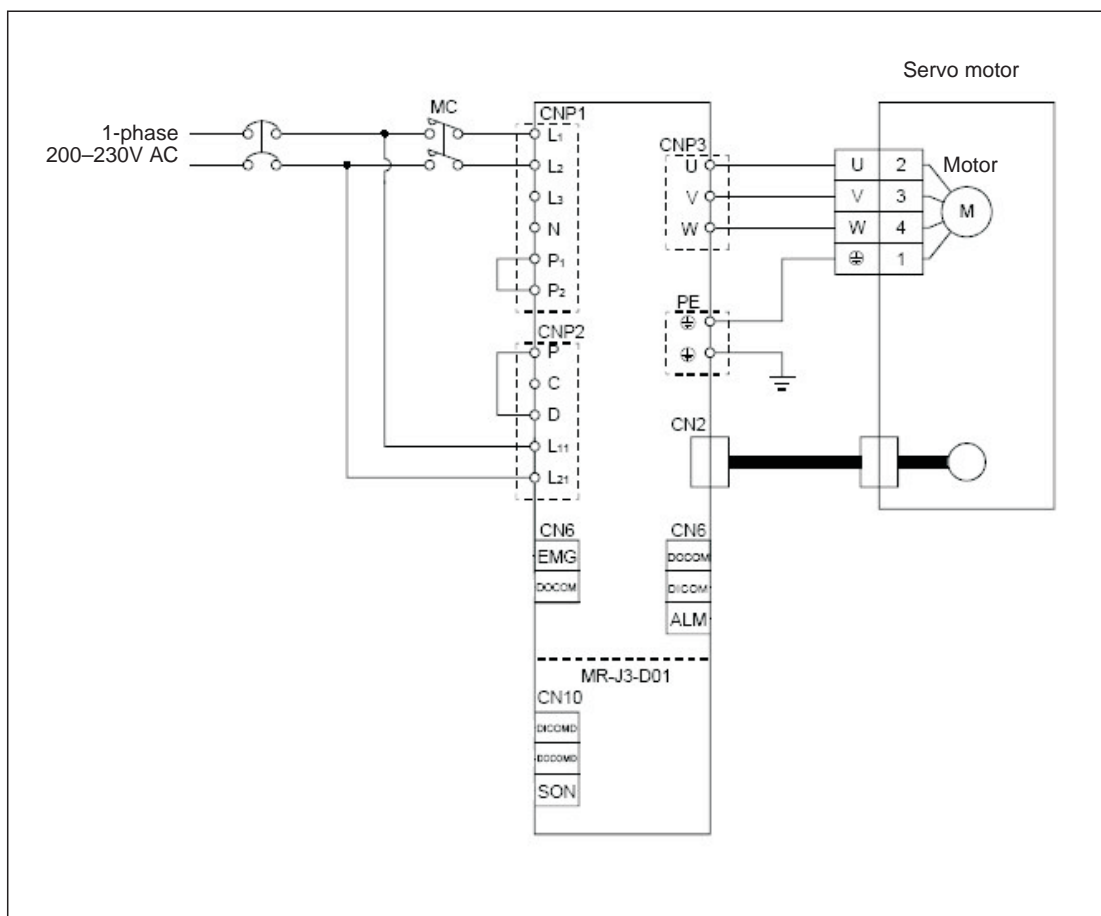 Servo motor
1-phase
200–230V AC
MC
CNP1
L1
L2
L3
N
P1
P2
CNP2
P
C
D
L11
L21
CNP3
U
V
W
PE
CN2
U 2
V 3
W 4
1
Motor
M
CN6
EMG
DOCOM
CN6
DOCOM
DICOM
ALM
MR-J3-D01
CN10
DICOMD
DOCOMD
SON